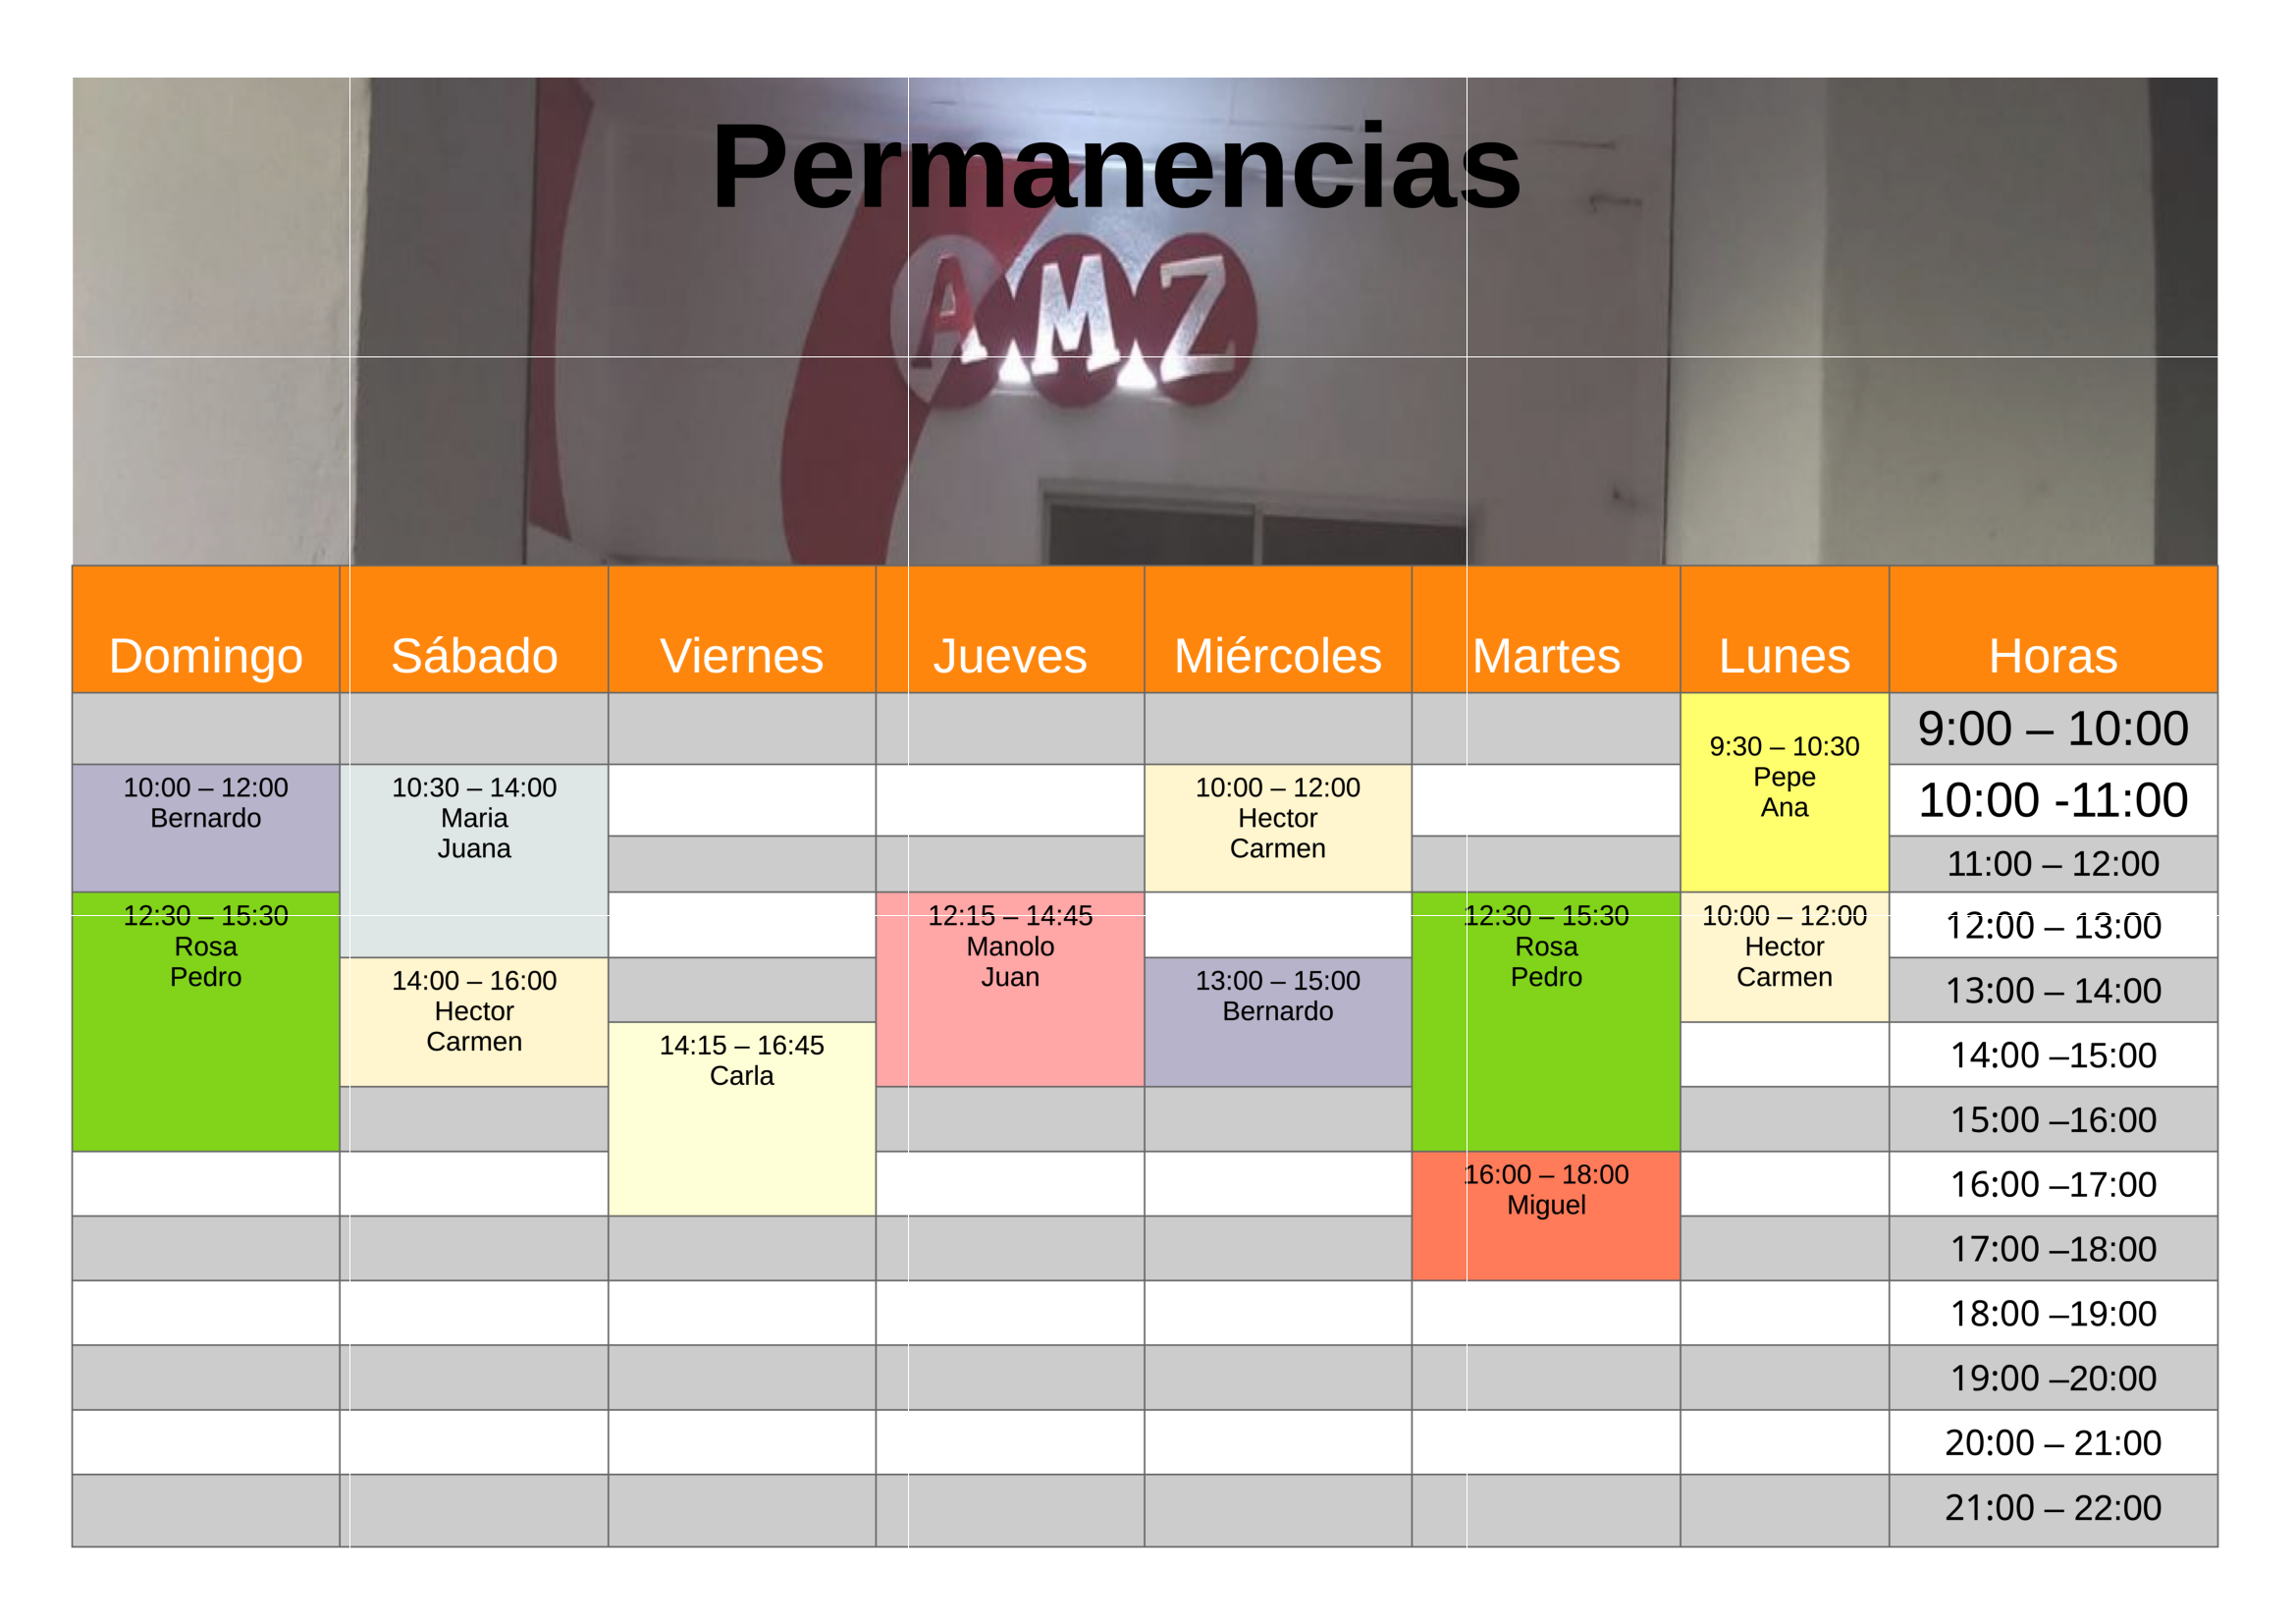 Permanencias
A.M.Z
Domingo Sábado Viernes Jueves Miércoles Martes Lunes Horas
9:00 – 10:00
9:30 – 10:30
Pepe
Ana
10:00 -11:00
10:00 – 12:00
Bernardo
10:30 – 14:00
Maria
Juana
10:00 – 12:00
Hector
Carmen
11:00 – 12:00
12:30 – 15:30
Rosa
Pedro
12:15 – 14:45
Manolo
Juan
12:30 – 15:30
Rosa
Pedro
10:00 – 12:00
Hector
Carmen
12:00 – 13:00
14:00 – 16:00
Hector
Carmen
13:00 – 15:00
Bernardo
13:00 – 14:00
14:15 – 16:45
Carla
14:00 –15:00
15:00 –16:00
16:00 – 18:00
Miguel
16:00 –17:00
17:00 –18:00
18:00 –19:00
19:00 –20:00
20:00 – 21:00
21:00 – 22:00